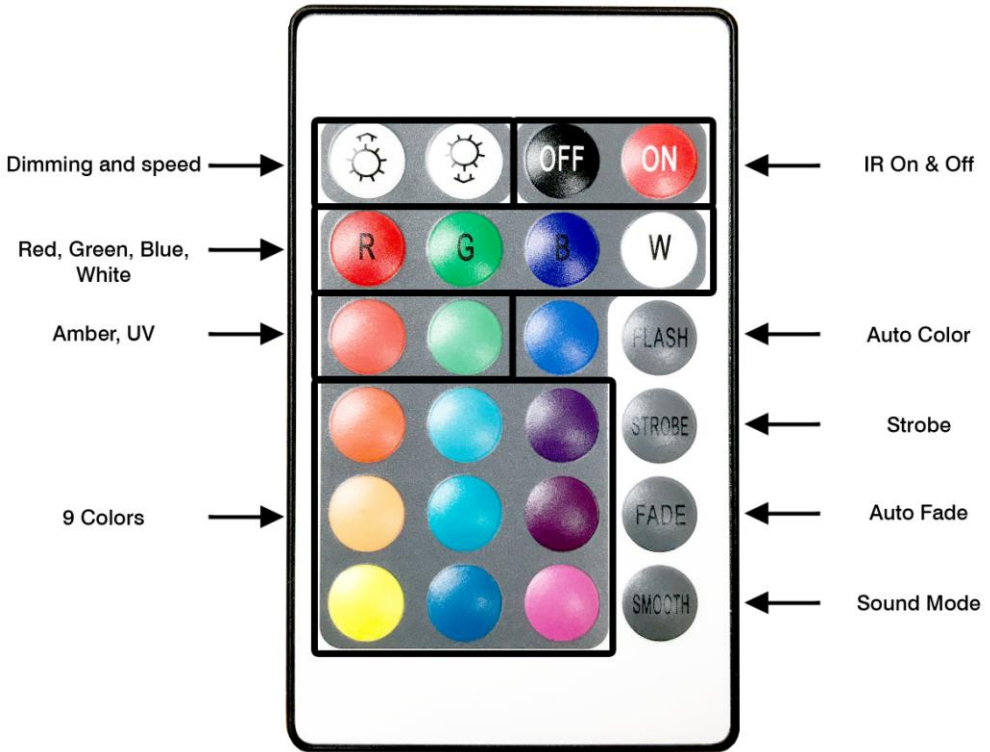 Dimming and speed
OFF
ON
IR On & Off
Red, Green, Blue,
White
R
G
B
W
Amber, UV
FLASH
Auto Color
STROBE
Strobe
9 Colors
FADE
Auto Fade
SMOOTH
Sound Mode